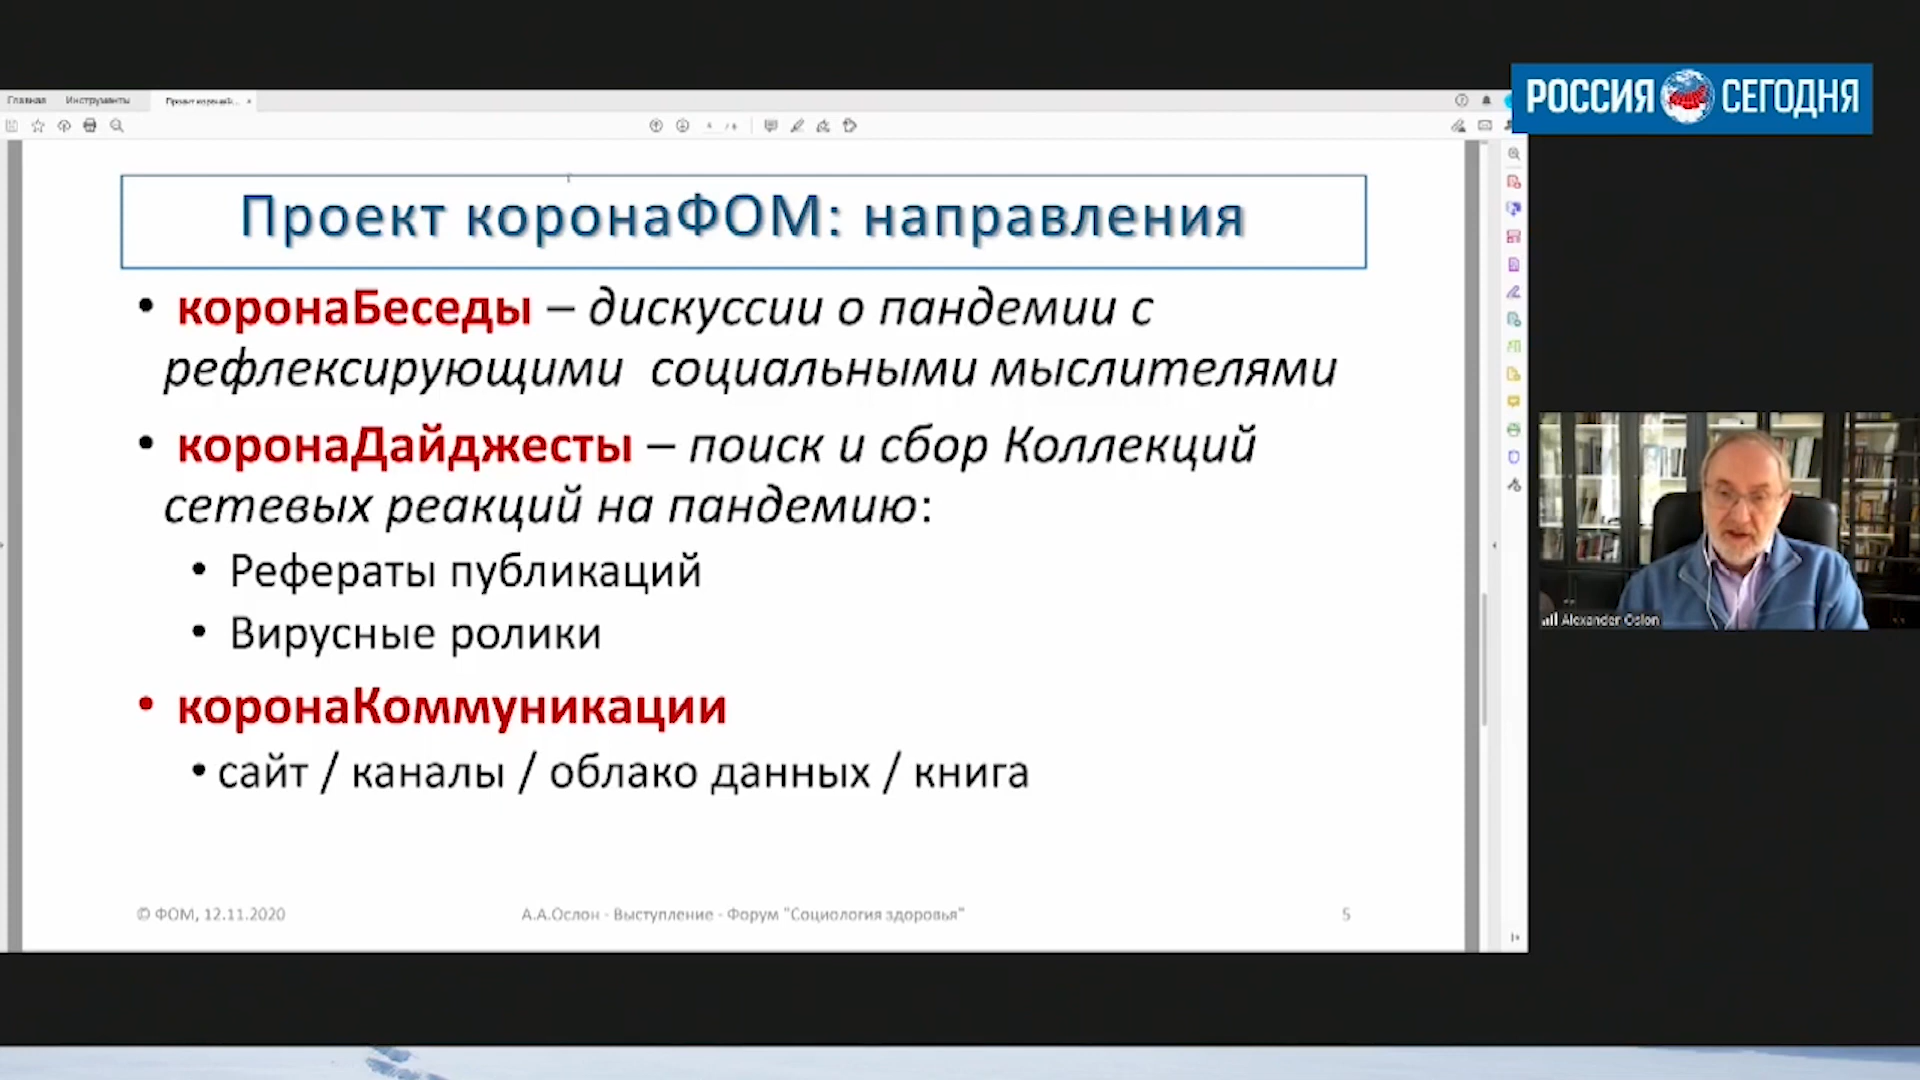 РОССИЯ СЕГОДНЯ
Главная Инструменты
Проект коронаФОМ: направления
• коронаБеседы – дискуссии о пандемии с
рефлексирующими социальными мыслителями
• коронаДайджесты – поиск и сбор Коллекций
сетевых реакций на пандемию:
• Рефераты публикаций
• Вирусные ролики
• коронаКоммуникации
• сайт / каналы / облако данных / книга
© ФОМ, 12.11.2020 А.А.Ослон - Выступление - Форум "Социология здоровья" 5
Alexander Oslon